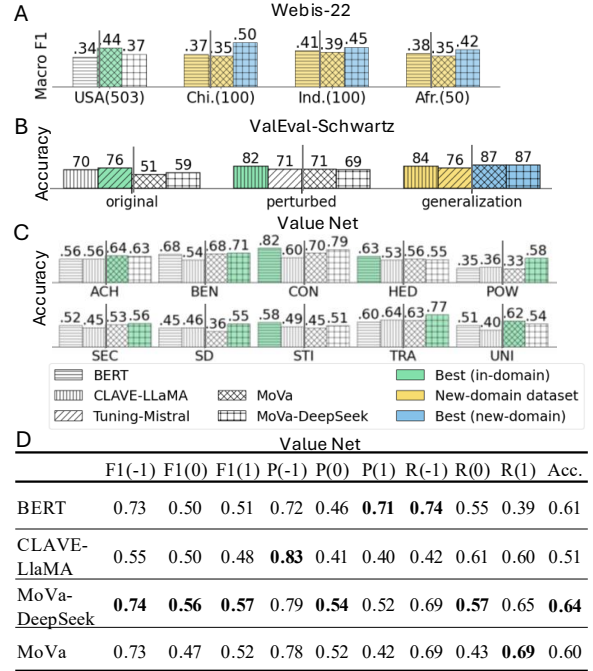 A
Webis-22
Macro F1
.34 .44 .37 .37 .35 .50 .41 .39 .45 .38 .35 .42
USA(503) Chi.(100) Ind.(100) Afr.(50)
B
ValEval-Schwartz
Accuracy
70 76 51 59 82 71 71 69 84 76 87 87
original perturbed generalization
C
Value Net
Accuracy
.56 .56 .64 .63 .68 .54 .68 .71 .82 .60 .70 .79 .63 .53 .56 .55 .35 .36 .33 .58
ACH BEN CON HED POW
.52 .45 .53 .56 .45 .46 .36 .55 .58 .49 .45 .51 .60 .64 .63 .77 .51 .40 .62 .54
SEC SD STI TRA UNI
BERT Best (in-domain)
CLAVE-LLaMA MoVa New-domain dataset
Tuning-Mistral MoVa-DeepSeek Best (new-domain)
D
Value Net
F1(-1) F1(0) F1(1) P(-1) P(0) P(1) R(-1) R(0) R(1) Acc.
BERT 0.73 0.50 0.51 0.72 0.46 0.71 0.74 0.55 0.39 0.61
CLAVE-
LlaMA 0.55 0.50 0.48 0.83 0.41 0.40 0.42 0.61 0.60 0.51
MoVa-
DeepSeek 0.74 0.56 0.57 0.79 0.54 0.52 0.69 0.57 0.65 0.64
MoVa 0.73 0.47 0.52 0.78 0.52 0.42 0.69 0.43 0.69 0.60